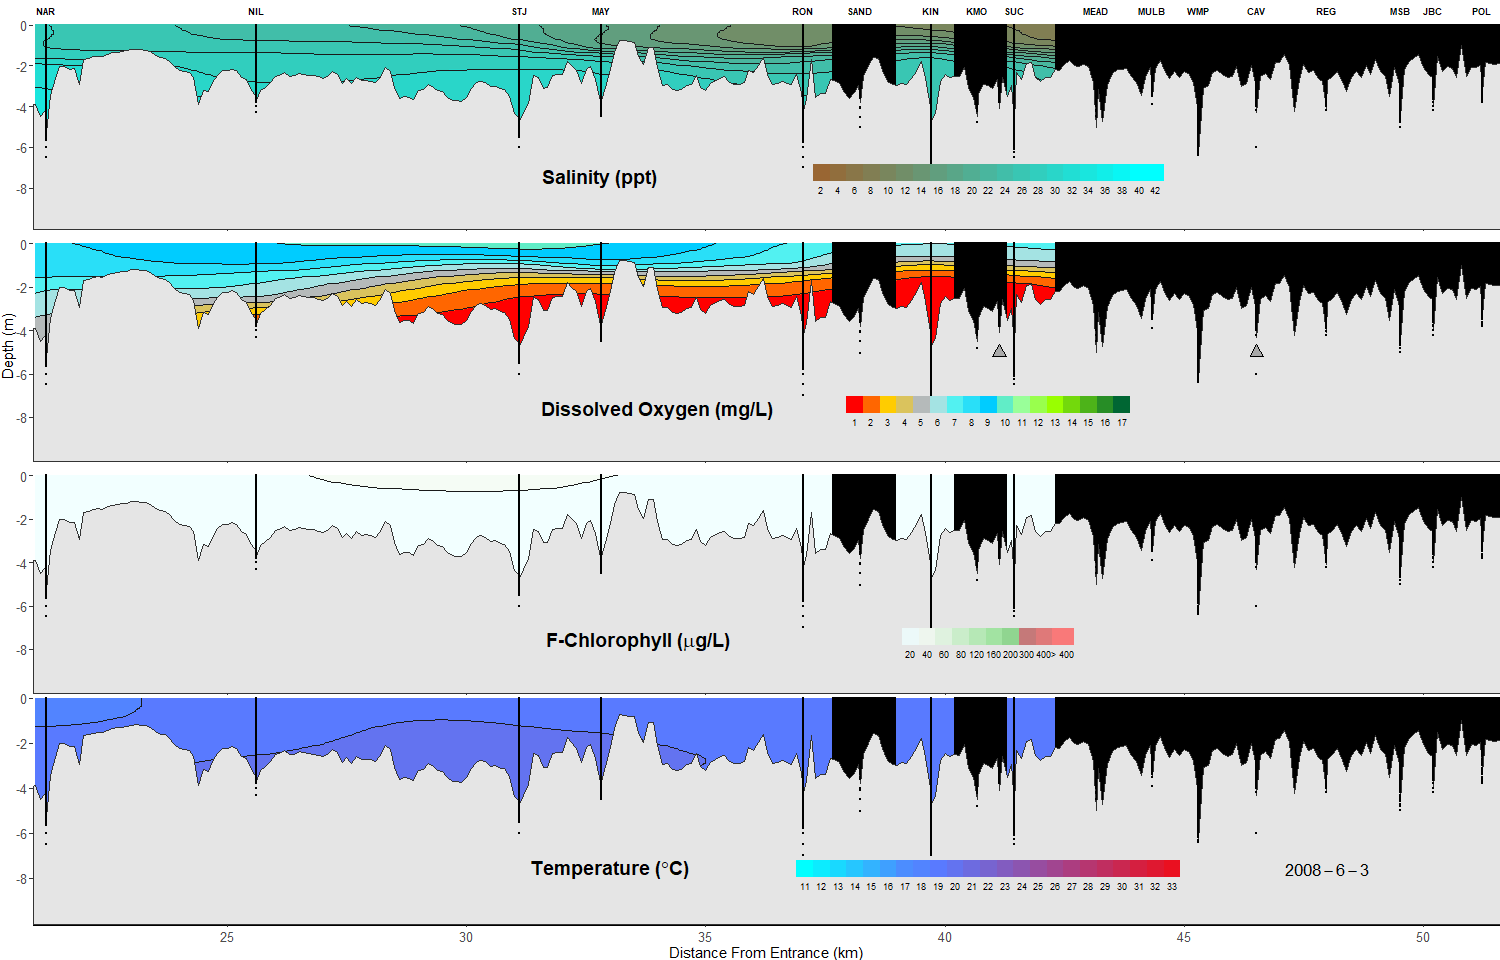 NAR NIL STJ MAY RON SAND KIN KMO SUC MEAD MULB WMP CAV REG MSB JBC POL
0
-2
-4
-6
-8
Salinity (ppt)
2 4 6 8 10 12 14 16 18 20 22 24 26 28 30 32 34 36 38 40 42
0
-2
-4
-6
-8
Depth (m)
Dissolved Oxygen (mg/L)
1 2 3 4 5 6 7 8 9 10 11 12 13 14 15 16 17
0
-2
-4
-6
-8
F-Chlorophyll (µg/L)
20 40 60 80 120 160 200 300 400> 400
0
-2
-4
-6
-8
Temperature (°C)
11 12 13 14 15 16 17 18 19 20 21 22 23 24 25 26 27 28 29 30 31 32 33
2008 – 6 – 3
25 30 35 40 45 50
Distance From Entrance (km)